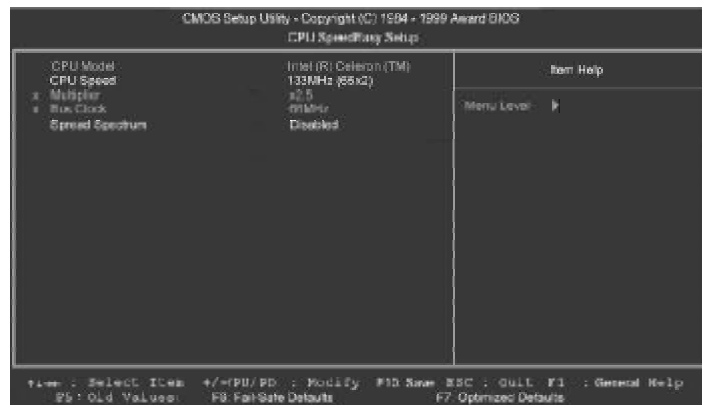 CMOS Setup Utility - Copyright (C) 1984 - 1999 Award BIOS
CPU SpeedEasy Setup
CPU Model Intel (R) Celeron (TM)
CPU Speed 133MHz (66x2)
x Multiplier x2.5
x Bus Clock 66MHz
Spread Spectrum Disabled
Item Help
Menu Level
: Select Item +/-/PU/PD : Modify F10: Save ESC : Quit F1 : General Help
F5: Old Values: F6: Fail-Safe Defaults F7: Optimized Defaults